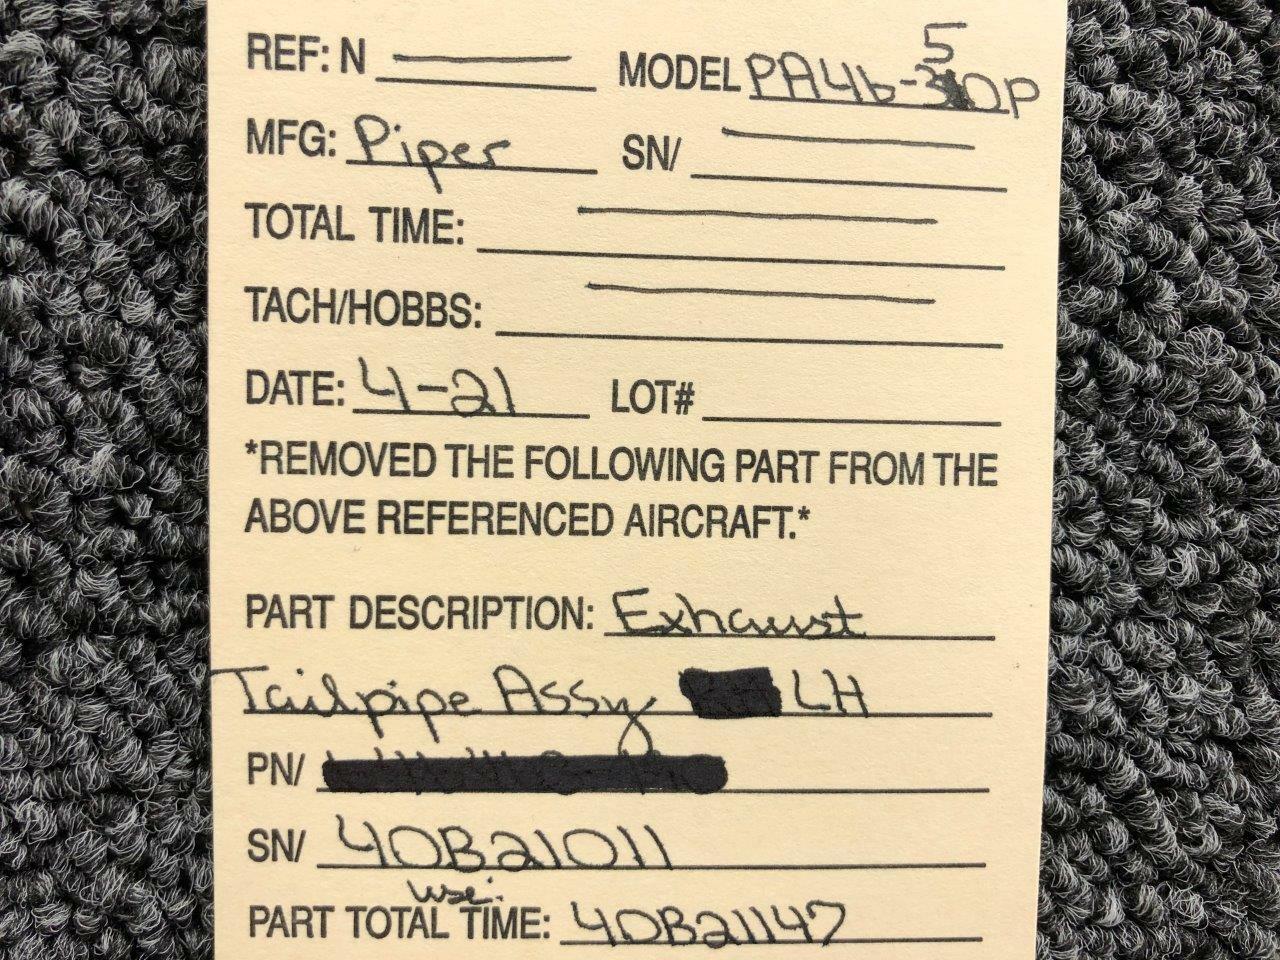 REF: N
MODEL PA46-350P
MFG: Piper
SN/
TOTAL TIME:
TACH/HOBBS:
DATE: 4-21 LOT#
*REMOVED THE FOLLOWING PART FROM THE
ABOVE REFERENCED AIRCRAFT.*
PART DESCRIPTION: Exhaust
Tailpipe Assy LH
PN/
SN/ 40B21011
use:
PART TOTAL TIME: 40B21147